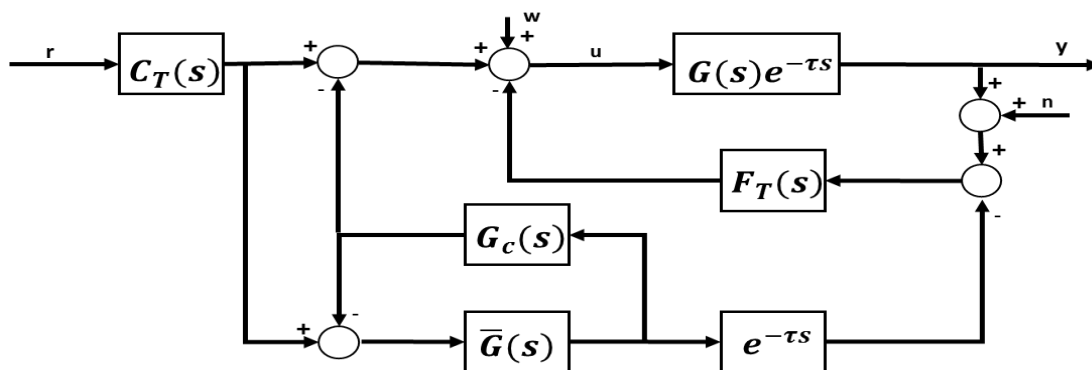 w
r + + + u y
C_T(s) G(s)e^{-τs}
- - +
+ n
+
F_T(s)
-
G_c(s)
-
+ G̅(s) e^{-τs}